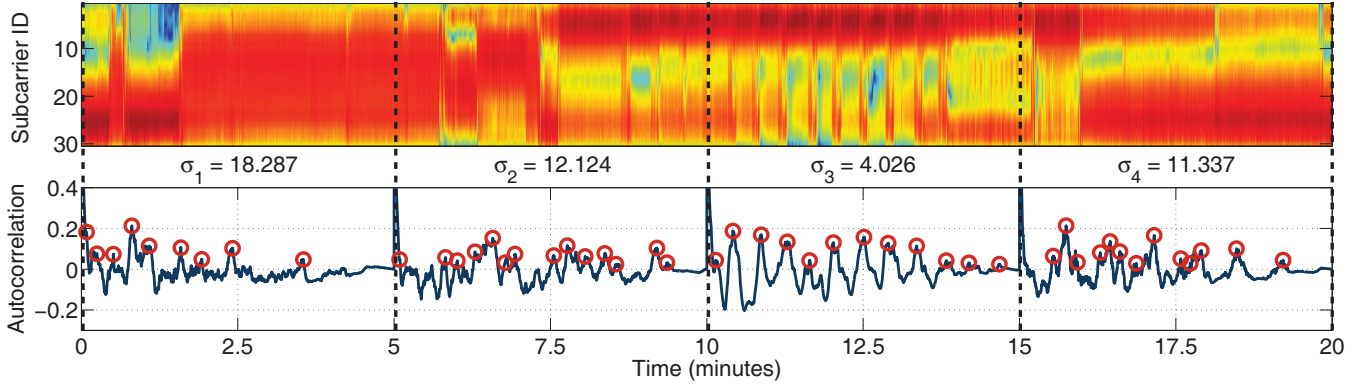 Subcarrier ID
10
20
30
σ1 = 18.287
σ2 = 12.124
σ3 = 4.026
σ4 = 11.337
Autocorrelation
0.4
0.2
0
−0.2
0
2.5
5
7.5
10
12.5
15
17.5
20
Time (minutes)